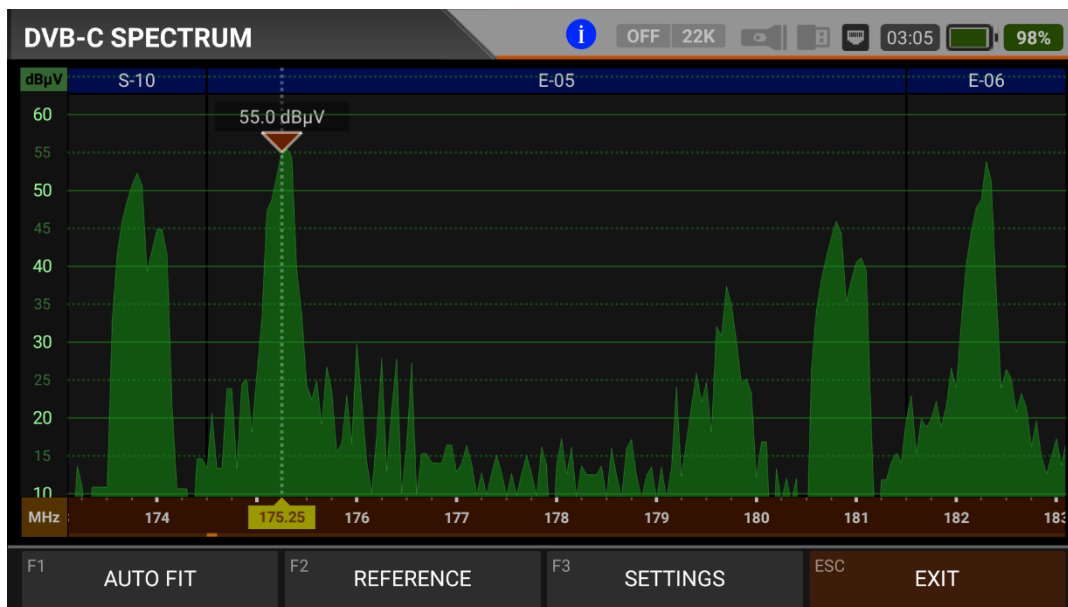 DVB-C SPECTRUM
i
OFF 22K
03:05
98%
dBµV S-10 E-05 E-06
60
55.0 dBµV
55
50
45
40
35
30
25
20
15
10
MHz 174 175.25 176 177 178 179 180 181 182 183
F1 AUTO FIT
F2 REFERENCE
F3 SETTINGS
ESC EXIT